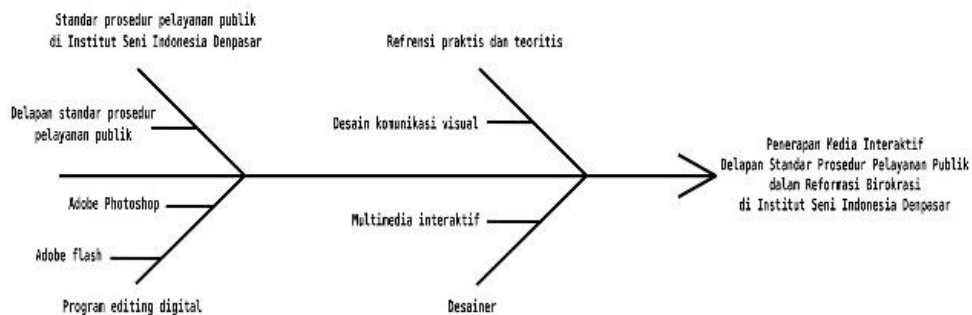 Standar prosedur pelayanan publik
di Institut Seni Indonesia Denpasar
Refrensi praktis dan teoritis
Delapan standar prosedur
pelayanan publik
Desain komunikasi visual
Penerapan Media Interaktif
Delapan Standar Prosedur Pelayanan Publik
dalam Reformasi Birokrasi
di Institut Seni Indonesia Denpasar
Adobe Photoshop
Multimedia interaktif
Adobe flash
Program editing digital
Desainer